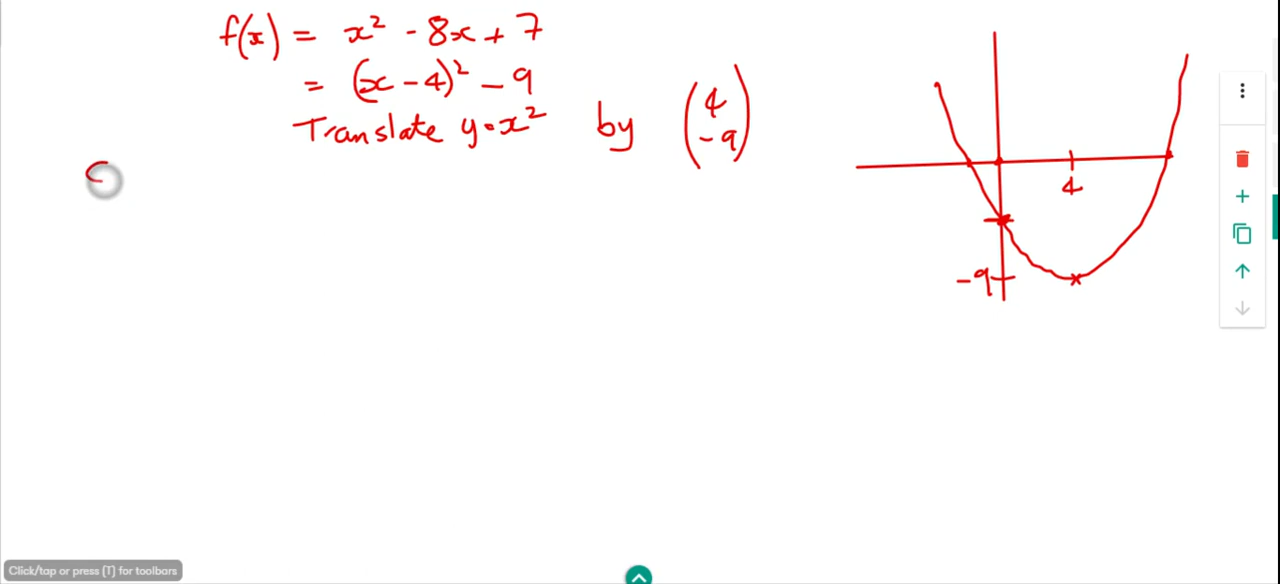 f(x) = x² - 8x + 7
= (x - 4)² - 9
Translate y = x² by (4 -9)
4
-9
Click/tap or press (T) for toolbars